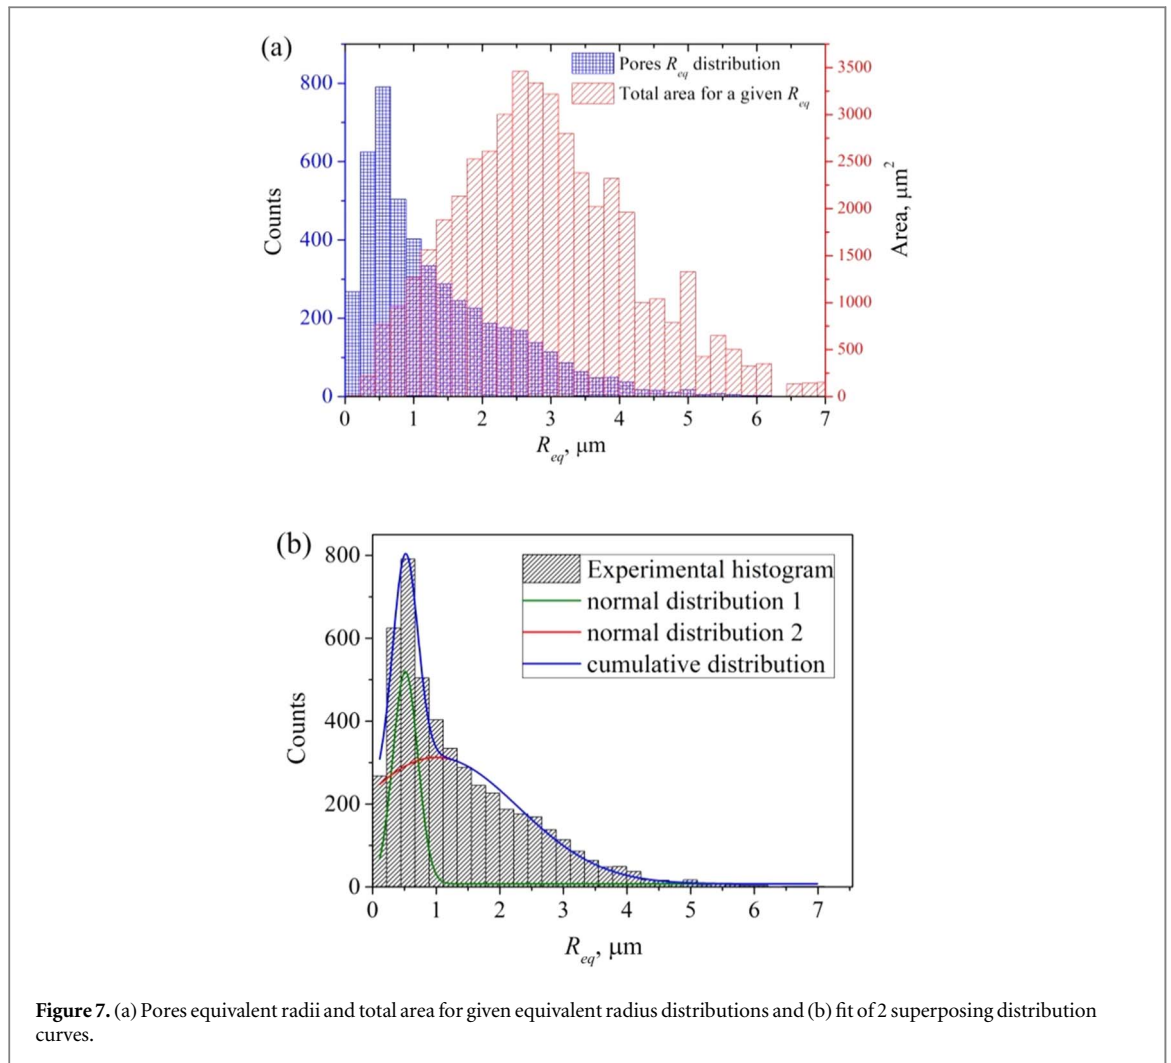 (a)
Pores Req distribution
Total area for a given Req
800
600
400
200
0
Counts
3500
3000
2500
2000
1500
1000
500
0
Area, μm²
0 1 2 3 4 5 6 7
Req, μm
(b)
Experimental histogram
normal distribution 1
normal distribution 2
cumulative distribution
800
600
400
200
0
Counts
0 1 2 3 4 5 6 7
Req, μm
Figure 7. (a) Pores equivalent radii and total area for given equivalent radius distributions and (b) fit of 2 superposing distribution
curves.